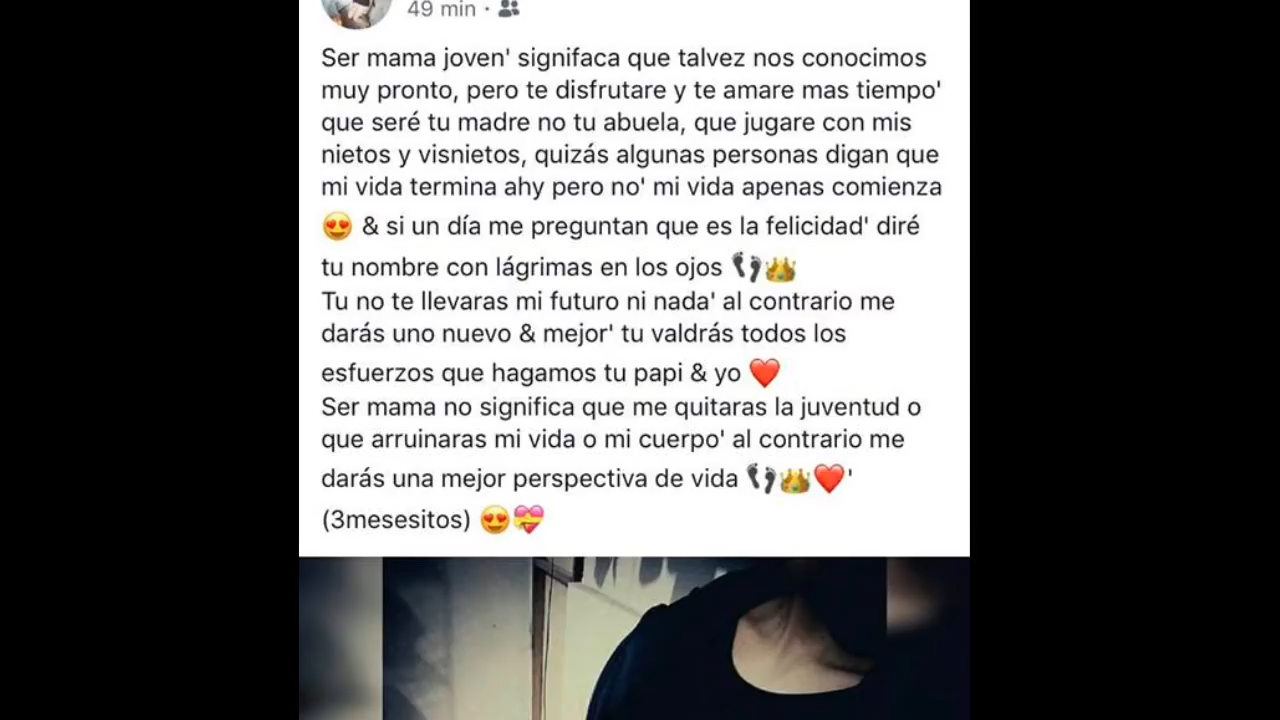 49 min ·
Ser mama joven' signifaca que talvez nos conocimos
muy pronto, pero te disfrutare y te amare mas tiempo'
que seré tu madre no tu abuela, que jugare con mis
nietos y visnietos, quizás algunas personas digan que
mi vida termina ahy pero no' mi vida apenas comienza
😍 & si un día me preguntan que es la felicidad' diré
tu nombre con lágrimas en los ojos 👣👑
Tu no te llevaras mi futuro ni nada' al contrario me
darás uno nuevo & mejor' tu valdrás todos los
esfuerzos que hagamos tu papi & yo ❤️
Ser mama no significa que me quitaras la juventud o
que arruinaras mi vida o mi cuerpo' al contrario me
darás una mejor perspectiva de vida 👣👑❤️'
(3mesesitos) 😍💝